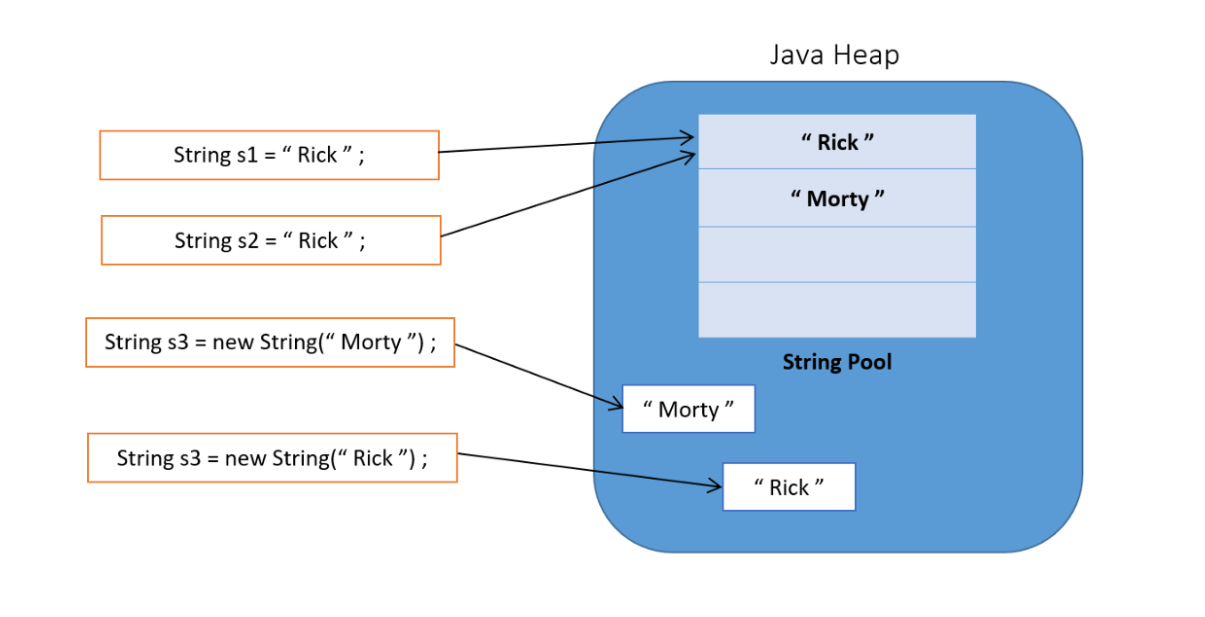 Java Heap
String s1 = “ Rick ” ;
String s2 = “ Rick ” ;
String s3 = new String(“ Morty ”) ;
String s3 = new String(“ Rick ”) ;
“ Rick ”
“ Morty ”
String Pool
“ Morty ”
“ Rick ”